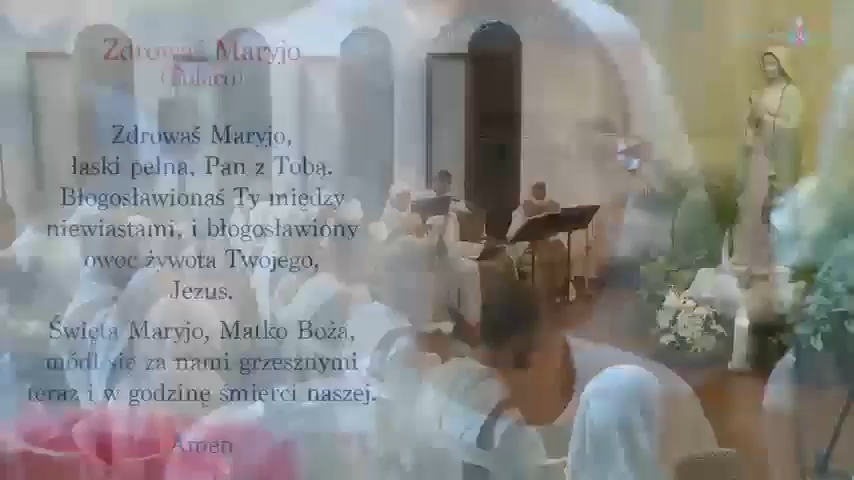 Zdrowaś Maryjo
Zdrowaś Maryjo,
łaski pełna, Pan z Tobą.
Błogosławionaś Ty między
niewiastami, i błogosławiony
owoc żywota Twojego,
Jezus.
Święta Maryjo, Matko Boża,
módl się za nami grzesznymi
teraz i w godzinę śmierci naszej.
Amen